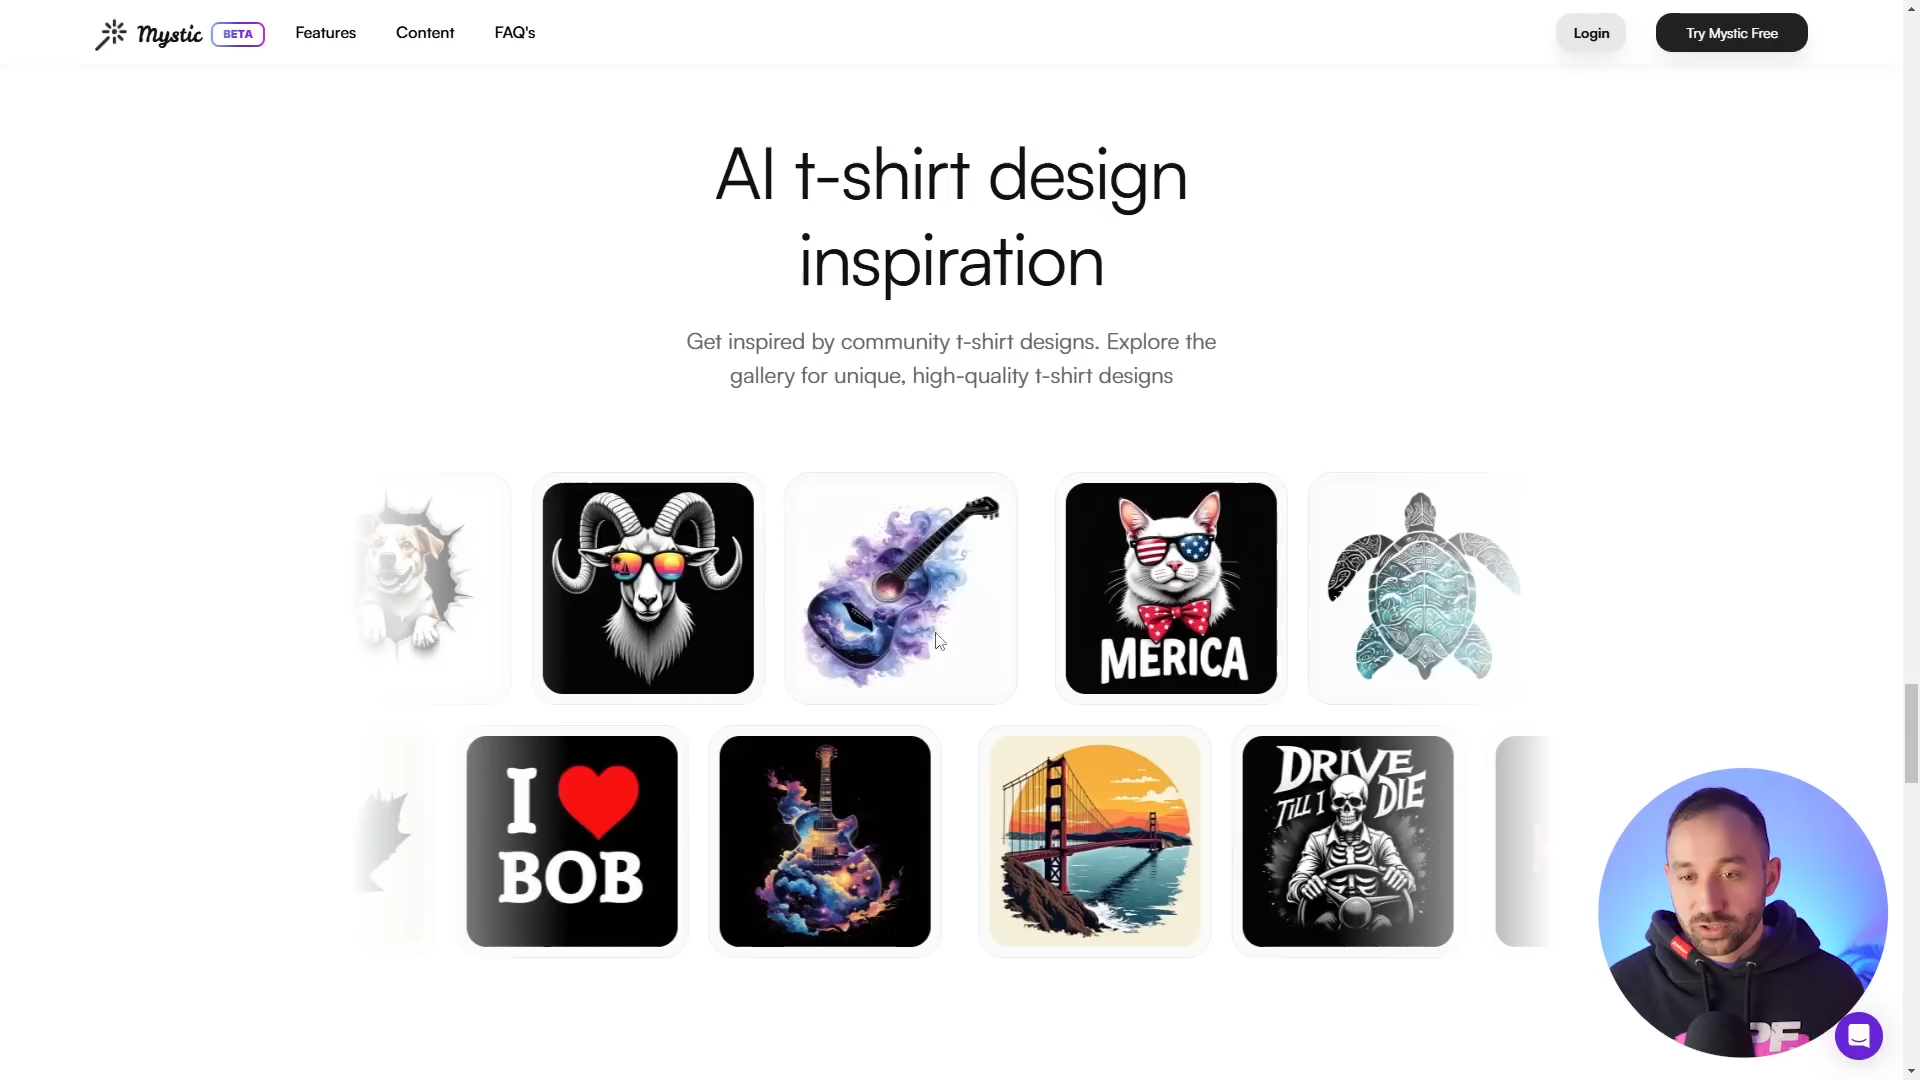 Mystic BETA Features Content FAQ's Login Try Mystic Free
AI t-shirt design
inspiration
Get inspired by community t-shirt designs. Explore the
gallery for unique, high-quality t-shirt designs
MERICA
I
BOB
DRIVE
TILL I DIE
PF